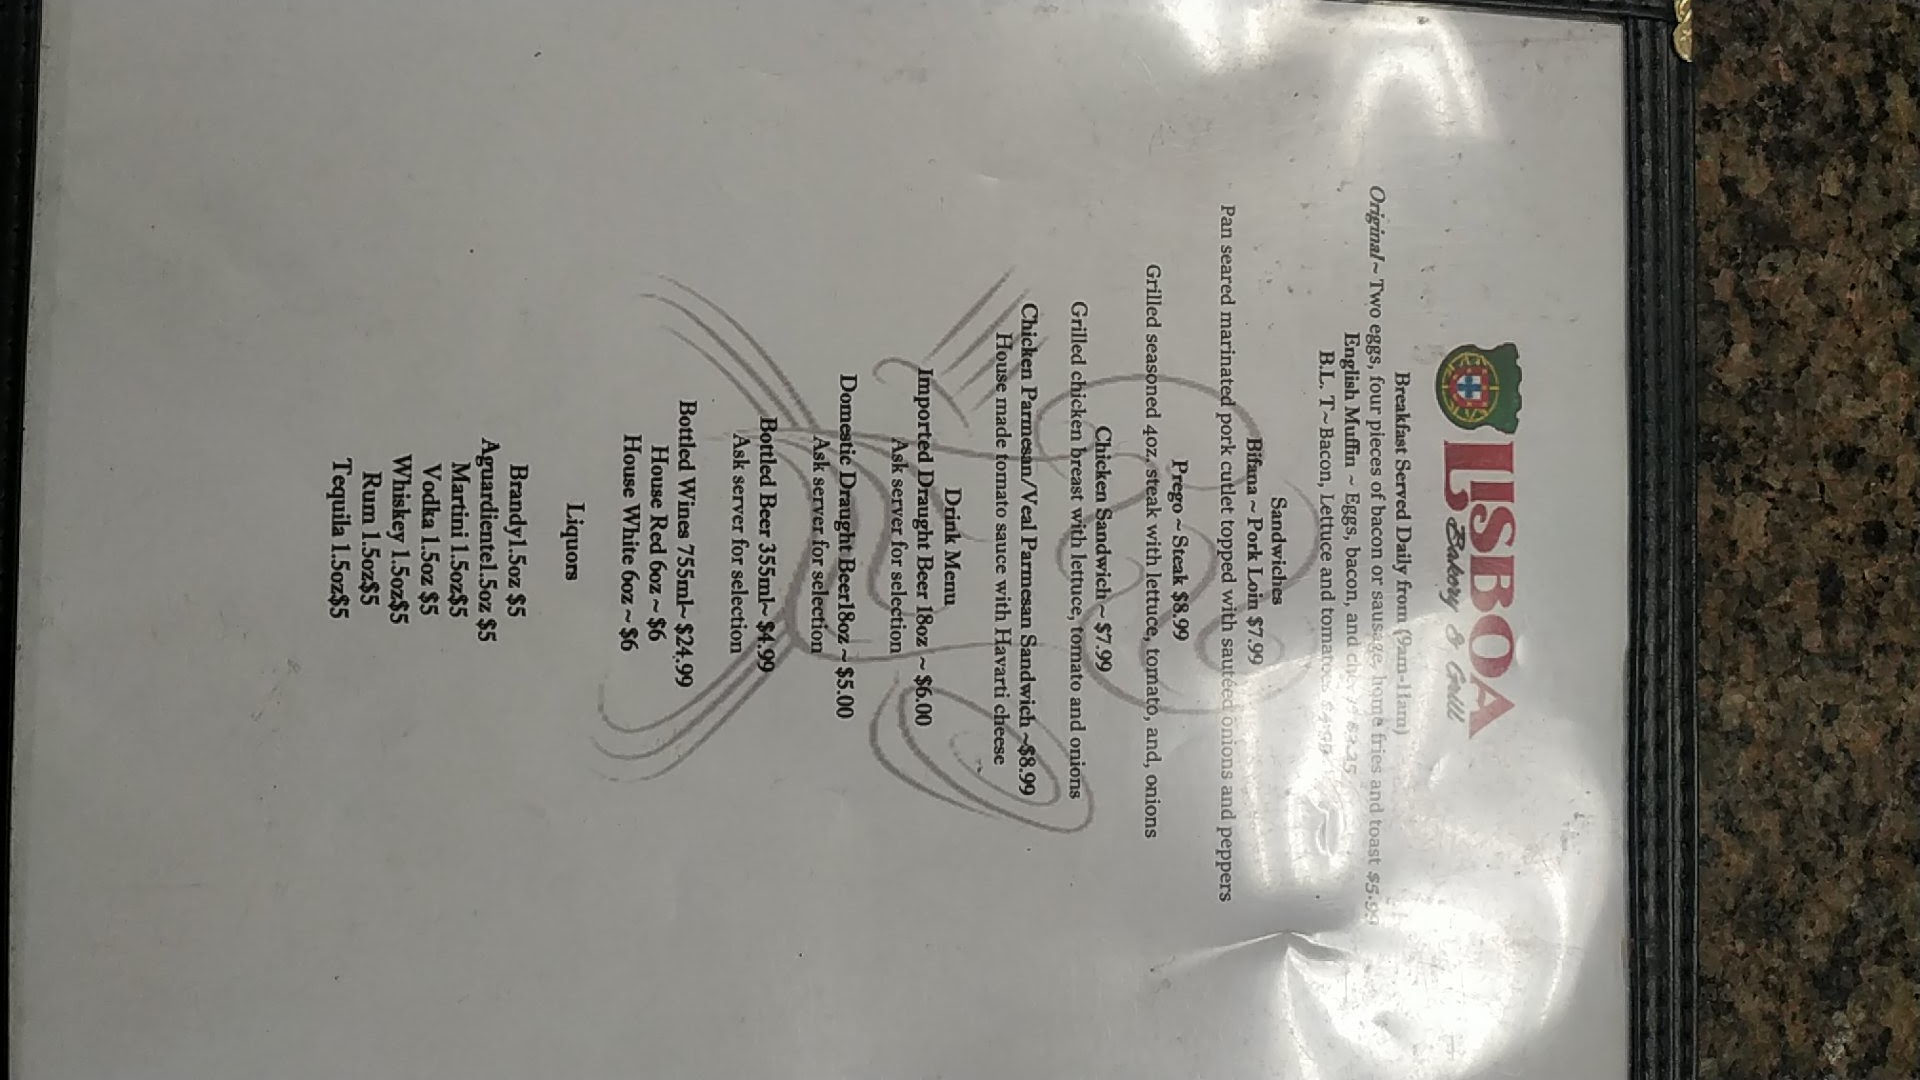 LISBOA
Bakery & Grill
Breakfast Served Daily from (9am-11am)
Original ~ Two eggs, four pieces of bacon or sausage, home fries and toast $5.99
English Muffin ~ Eggs, bacon, and
B.L. T~Bacon, Lettuce and tomatoes $4.99
Sandwiches
Bifana ~ Pork Loin $7.99
Pan seared marinated pork cutlet topped with sautéed onions and peppers
Prego ~ Steak $8.99
Grilled seasoned 4oz. steak with lettuce, tomato, and, onions
Chicken Sandwich~ $7.99
Grilled chicken breast with lettuce, tomato and onions
Chicken Parmesan/Veal Parmesan Sandwich ~$8.99
House made tomato sauce with Havarti cheese
Drink Menu
Imported Draught Beer 18oz ~ $6.00
Ask server for selection
Domestic Draught Beer18oz ~ $5.00
Ask server for selection
Bottled Beer 355ml~ $4.99
Ask server for selection
Bottled Wines 755ml~ $24.99
House Red 6oz ~ $6
House White 6oz ~ $6
Liquors
Brandy1.5oz $5
Aguardiente1.5oz $5
Martini 1.5oz$5
Vodka 1.5oz $5
Whiskey 1.5oz$5
Rum 1.5oz$5
Tequila 1.5oz$5